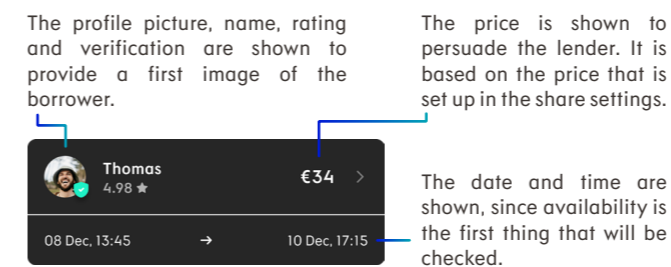 The profile picture, name, rating
and verification are shown to
provide a first image of the
borrower.
The price is shown to
persuade the lender. It is
based on the price that is
set up in the share settings.
Thomas
4.98 ★
€34 >
08 Dec, 13:45 → 10 Dec, 17:15
The date and time are
shown, since availability is
the first thing that will be
checked.